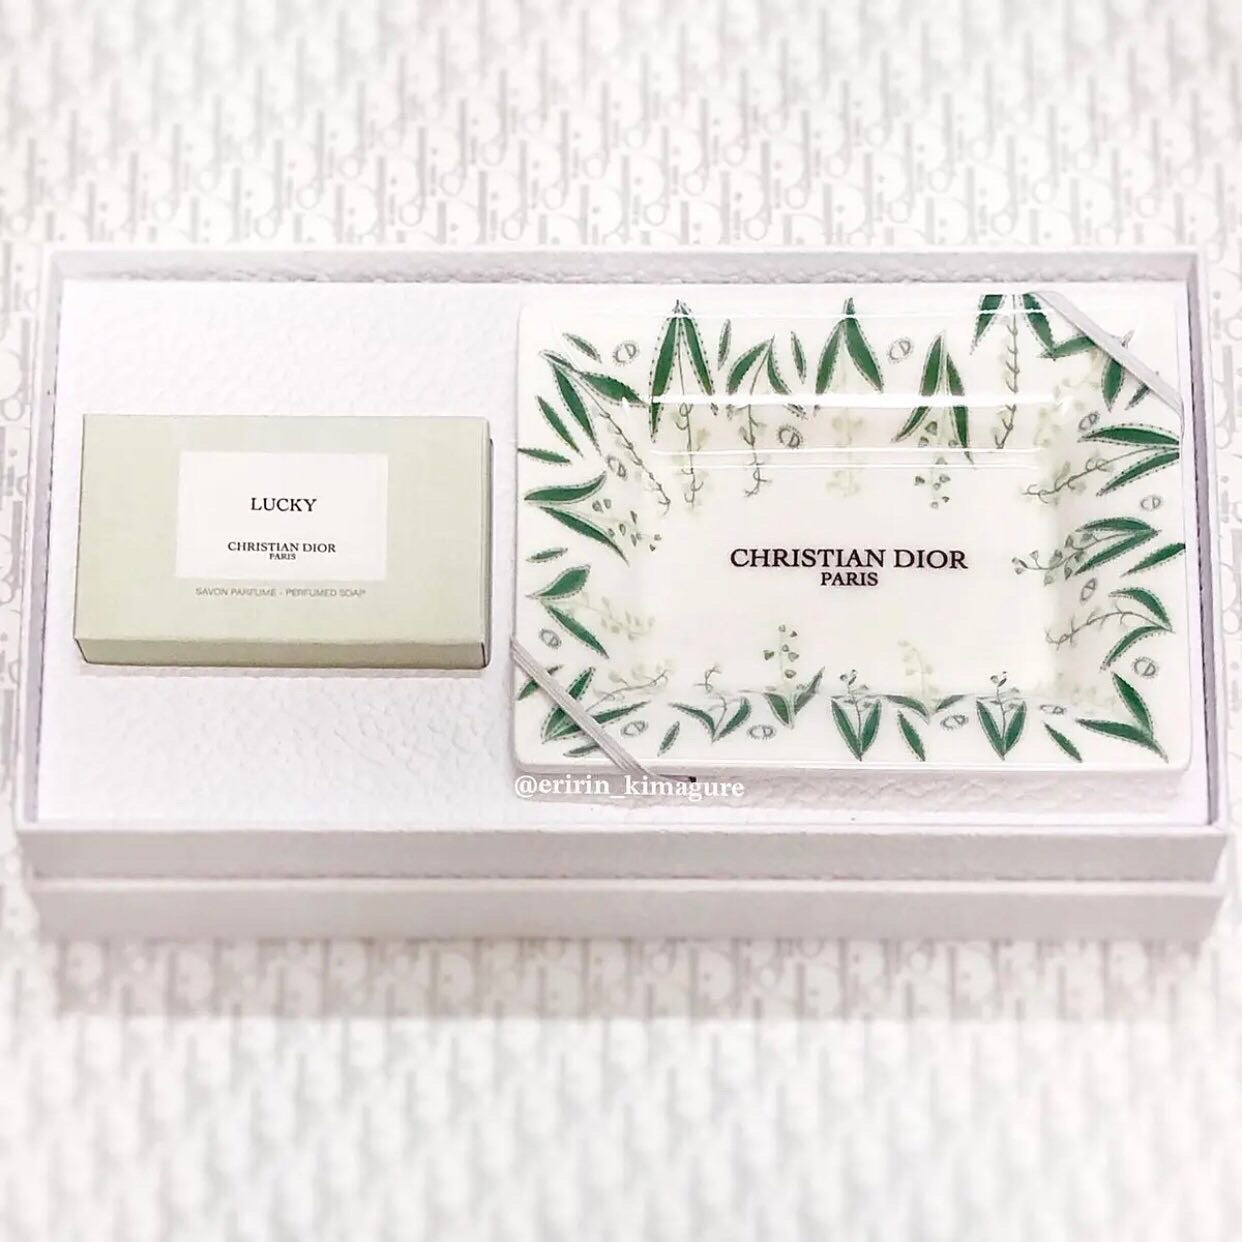 LUCKY
CHRISTIAN DIOR
PARIS
SAVON PARFUMÉ - PERFUMED SOAP
CHRISTIAN DIOR
PARIS
@eririn_kimagure